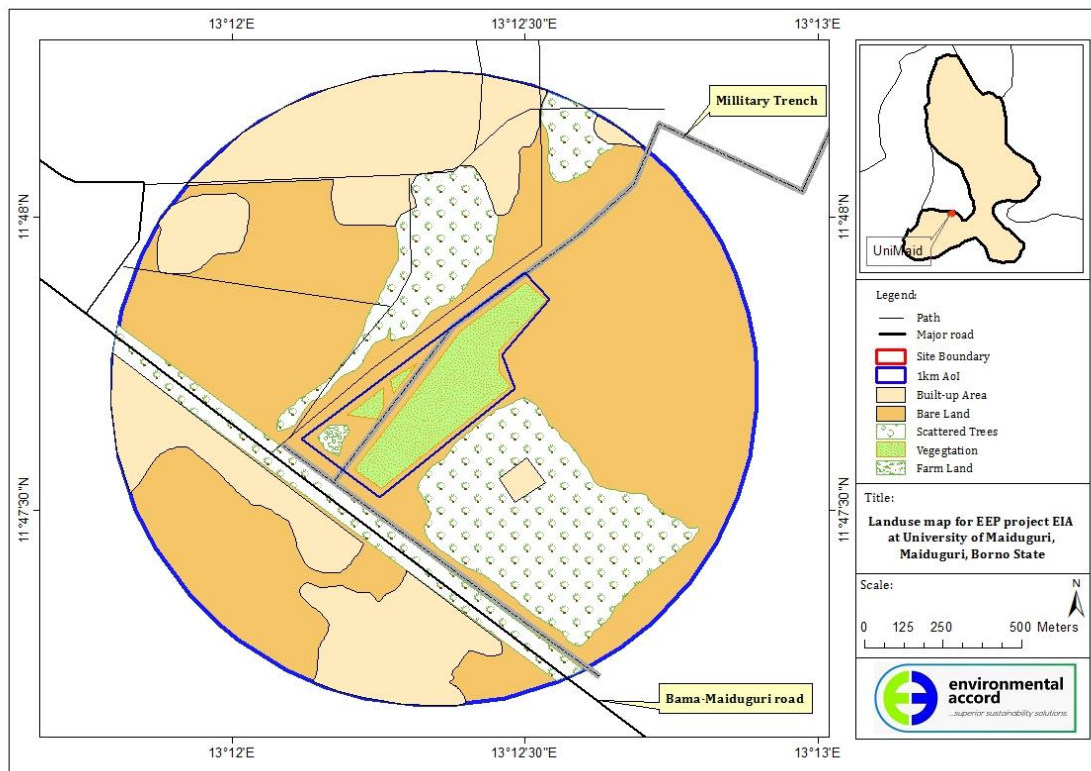 13°12'E
13°12'30"E
13°13'E
Millitary Trench
11°48'N
11°48'N
11°47'30"N
11°47'30"N
Bama-Maiduguri road
13°12'E
13°12'30"E
13°13'E
UniMaid
Legend:
Path
Major road
Site Boundary
1km AoI
Built-up Area
Bare Land
Scattered Trees
Vegegtation
Farm Land
Title:
Landuse map for EEP project EIA
at University of Maiduguri,
Maiduguri, Borno State
Scale:
N
0 125 250 500 Meters
environmental
accord
...superior sustainability solutions.